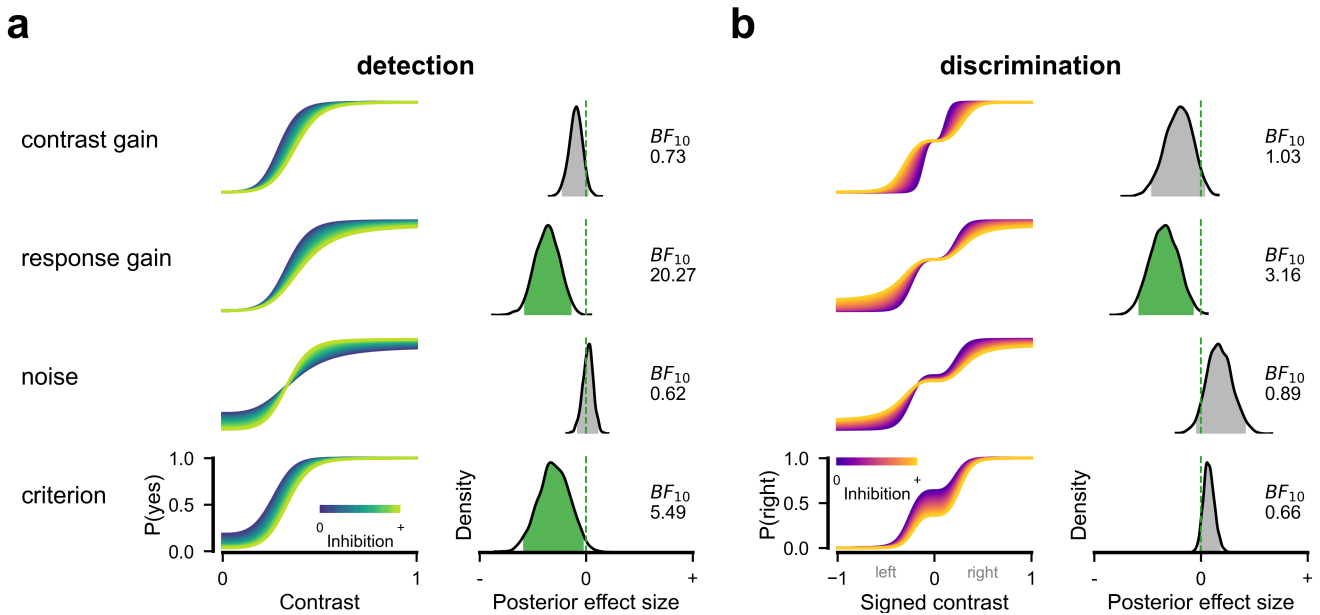 a
b
detection
discrimination
contrast gain
BF10
0.73
BF10
1.03
response gain
BF10
20.27
BF10
3.16
noise
BF10
0.62
BF10
0.89
criterion
P(yes)
1.0
0.5
0.0
0
+
Inhibition
0
1
Contrast
Density
BF10
5.49
-
0
+
Posterior effect size
P(right)
1.0
0.5
0.0
0
+
Inhibition
left
right
−1
0
1
Signed contrast
Density
BF10
0.66
-
0
+
Posterior effect size